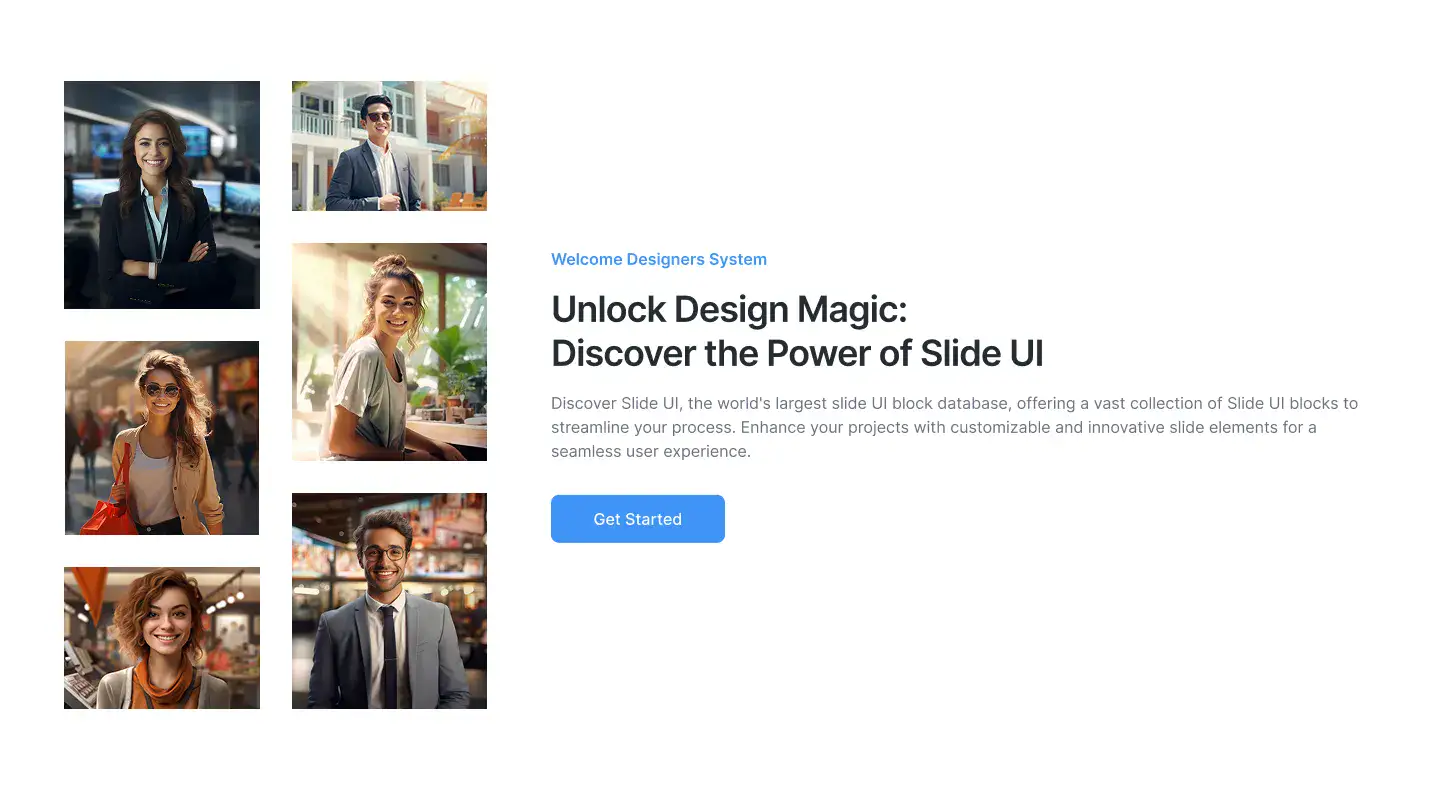 Welcome Designers System
Unlock Design Magic:
Discover the Power of Slide UI
Discover Slide UI, the world's largest slide UI block database, offering a vast collection of Slide UI blocks to
streamline your process. Enhance your projects with customizable and innovative slide elements for a
seamless user experience.
Get Started